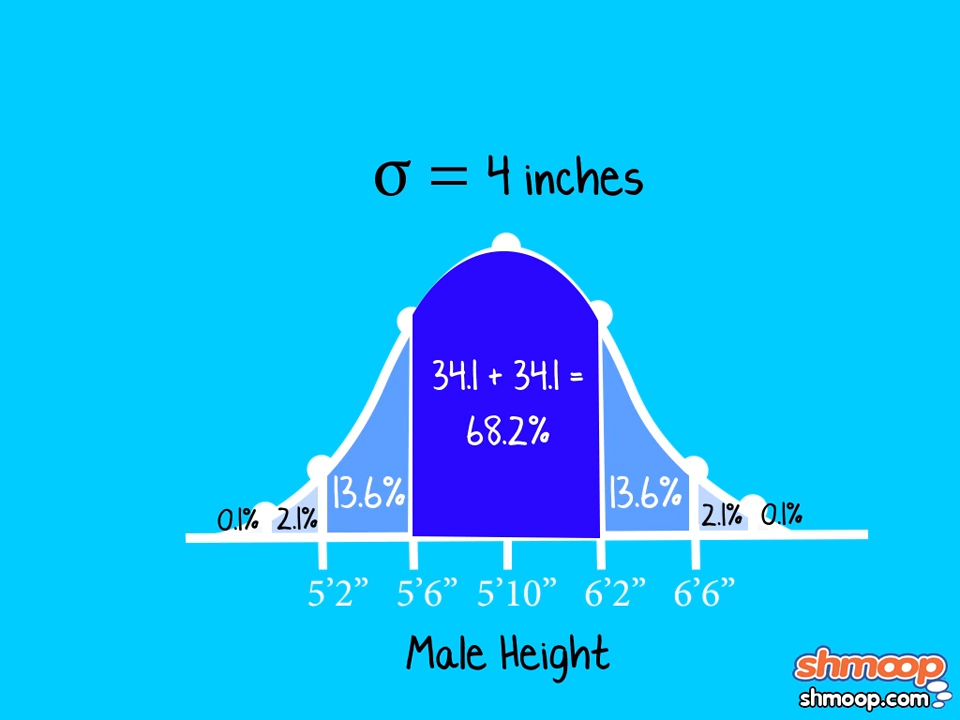 σ = 4 inches
34.1 + 34.1 =
68.2%
13.6% 13.6%
0.1% 2.1% 2.1% 0.1%
5’2” 5’6” 5’10” 6’2” 6’6”
Male Height
shmoop
shmoop.com